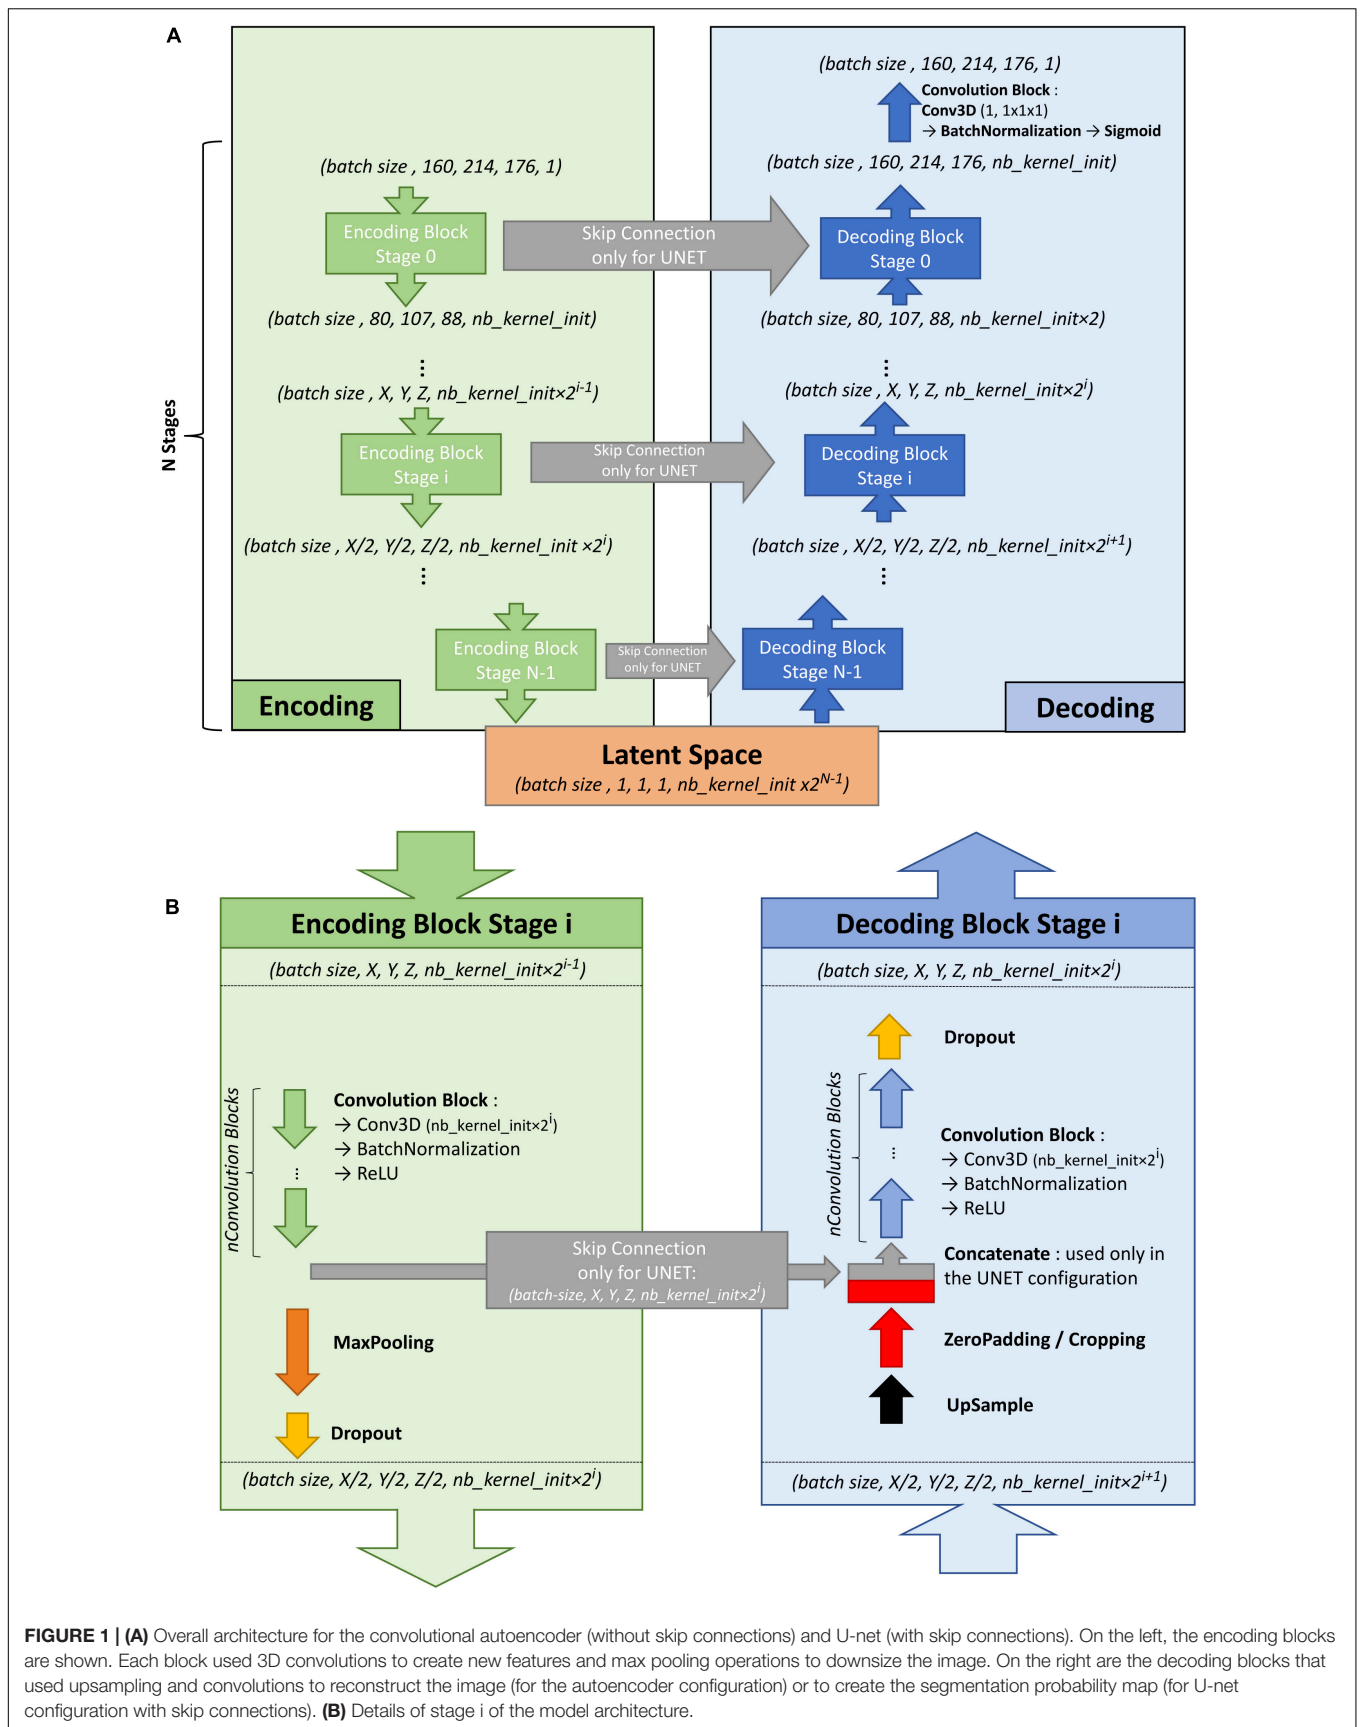 A
(batch size , 160, 214, 176, 1)
Convolution Block :
Conv3D (1, 1x1x1)
→ BatchNormalization → Sigmoid
(batch size , 160, 214, 176, 1)
(batch size , 160, 214, 176, nb_kernel_init)
Encoding Block
Stage 0
Skip Connection
only for UNET
Decoding Block
Stage 0
(batch size , 80, 107, 88, nb_kernel_init)
(batch size, 80, 107, 88, nb_kernel_init×2)
...
...
(batch size , X, Y, Z, nb_kernel_init×2^i-1)
(batch size , X, Y, Z, nb_kernel_init×2^i)
N Stages
Encoding Block
Stage i
Skip Connection
only for UNET
Decoding Block
Stage i
(batch size , X/2, Y/2, Z/2, nb_kernel_init ×2^i)
(batch size , X/2, Y/2, Z/2, nb_kernel_init×2^i+1)
...
...
Encoding Block
Stage N-1
Skip Connection
only for UNET
Decoding Block
Stage N-1
Encoding
Decoding
Latent Space
(batch size , 1, 1, 1, nb_kernel_init x2^N-1)
B
Encoding Block Stage i
(batch size, X, Y, Z, nb_kernel_init×2^i-1)
nConvolution Blocks
Convolution Block :
→ Conv3D (nb_kernel_init×2^i)
→ BatchNormalization
→ ReLU
...
Skip Connection
only for UNET:
(batch-size, X, Y, Z, nb_kernel_init×2^i)
MaxPooling
Dropout
(batch size, X/2, Y/2, Z/2, nb_kernel_init×2^i)
Decoding Block Stage i
(batch size, X, Y, Z, nb_kernel_init×2^i)
Dropout
nConvolution Blocks
...
Convolution Block :
→ Conv3D (nb_kernel_init×2^i)
→ BatchNormalization
→ ReLU
Concatenate : used only in
the UNET configuration
ZeroPadding / Cropping
UpSample
(batch size, X/2, Y/2, Z/2, nb_kernel_init×2^i+1)
FIGURE 1 | (A) Overall architecture for the convolutional autoencoder (without skip connections) and U-net (with skip connections). On the left, the encoding blocks
are shown. Each block used 3D convolutions to create new features and max pooling operations to downsize the image. On the right are the decoding blocks that
used upsampling and convolutions to reconstruct the image (for the autoencoder configuration) or to create the segmentation probability map (for U-net
configuration with skip connections). (B) Details of stage i of the model architecture.